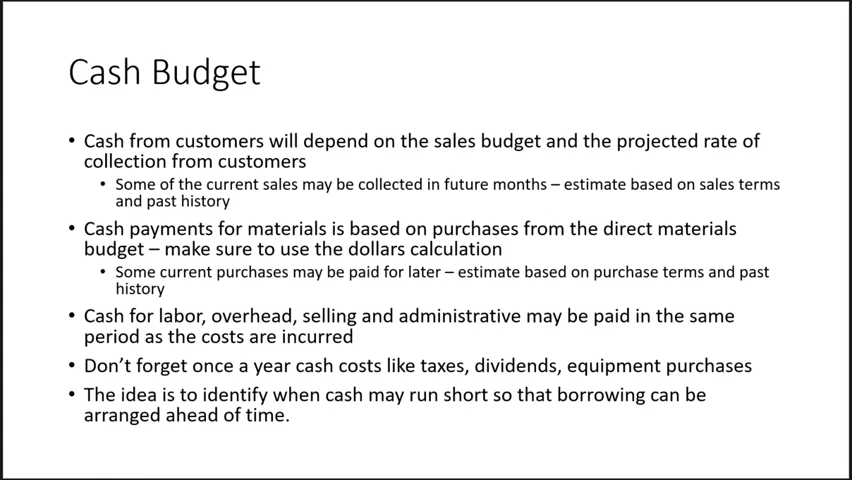 Cash Budget
• Cash from customers will depend on the sales budget and the projected rate of
collection from customers
• Some of the current sales may be collected in future months – estimate based on sales terms
and past history
• Cash payments for materials is based on purchases from the direct materials
budget – make sure to use the dollars calculation
• Some current purchases may be paid for later – estimate based on purchase terms and past
history
• Cash for labor, overhead, selling and administrative may be paid in the same
period as the costs are incurred
• Don’t forget once a year cash costs like taxes, dividends, equipment purchases
• The idea is to identify when cash may run short so that borrowing can be
arranged ahead of time.